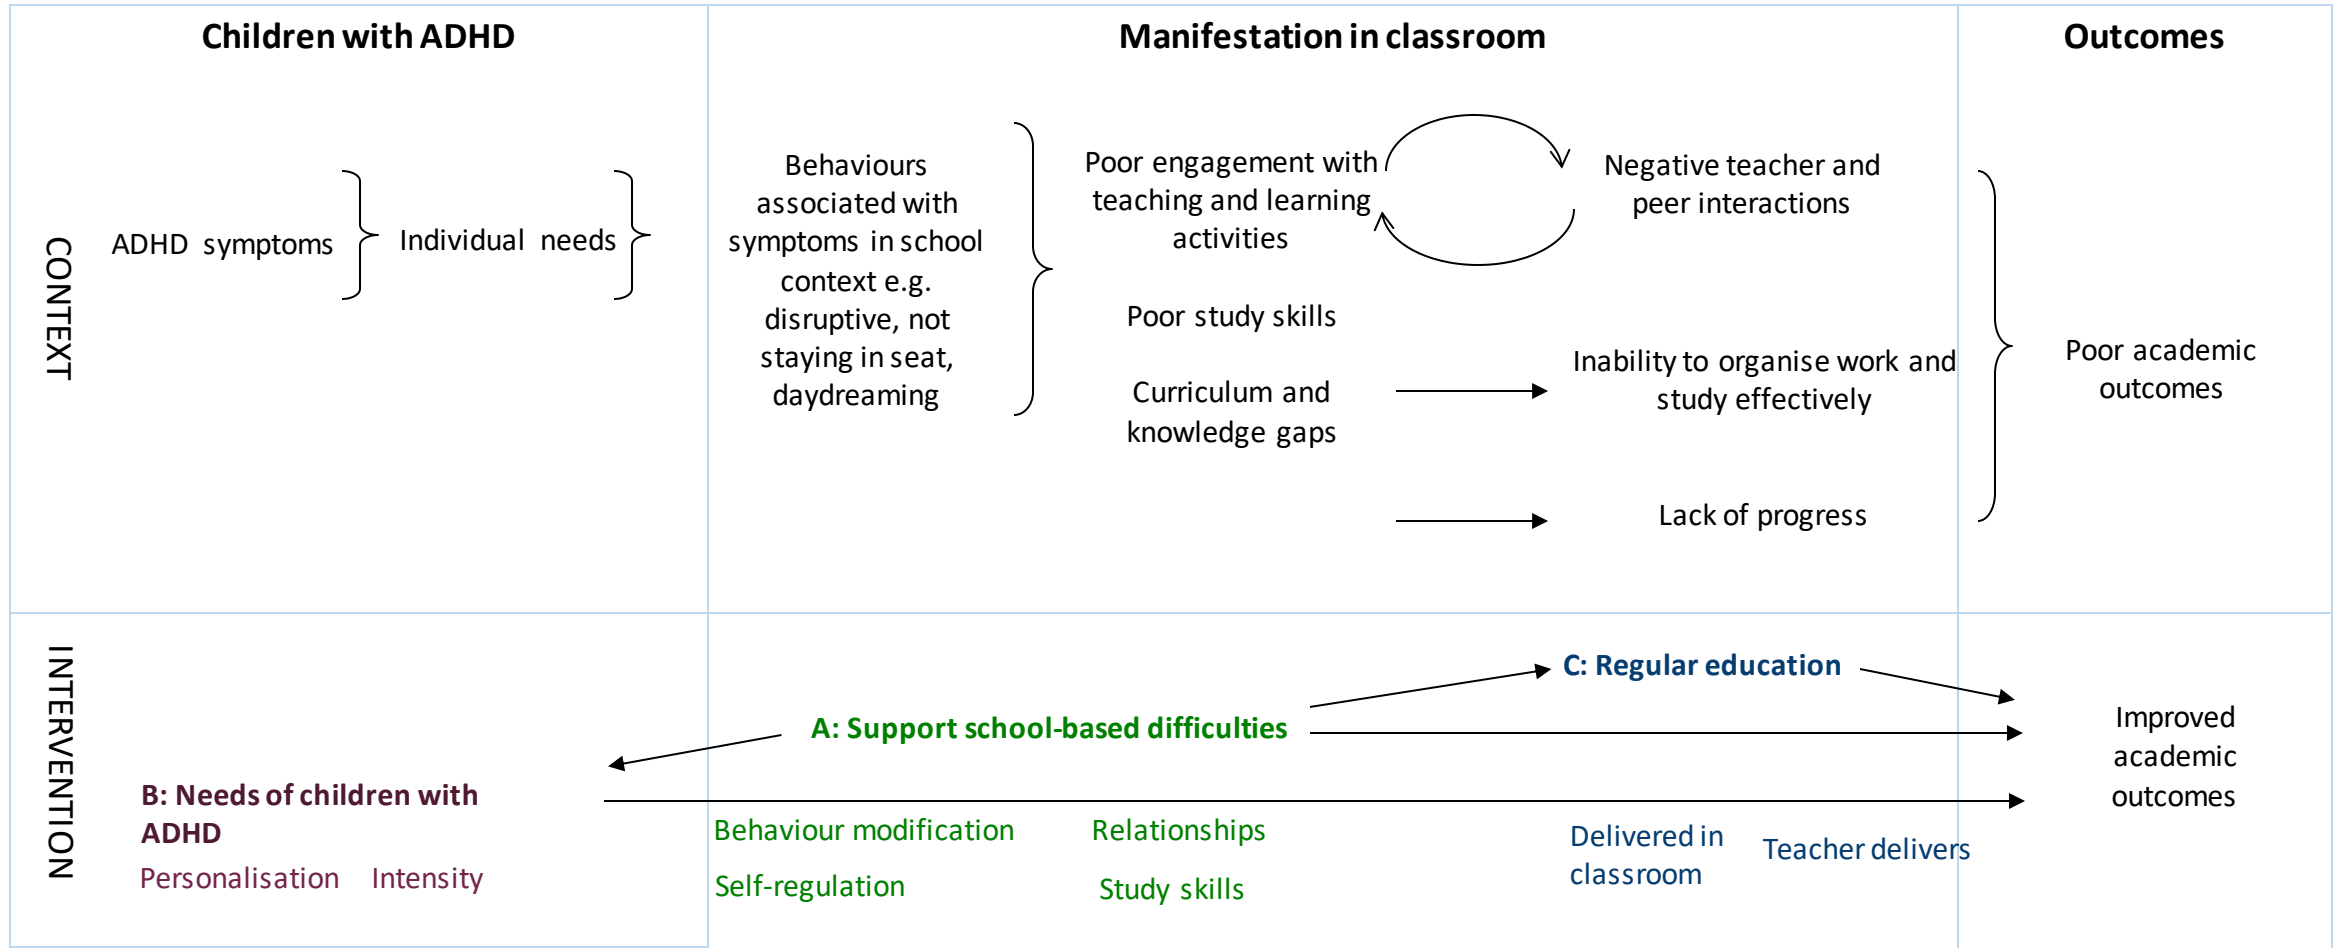 Children with ADHD
Manifestation in classroom
Outcomes
CONTEXT
ADHD symptoms
Individual needs
Behaviours
associated with
symptoms in school
context e.g.
disruptive, not
staying in seat,
daydreaming
Poor engagement with
teaching and learning
activities
Negative teacher and
peer interactions
Poor study skills
Curriculum and
knowledge gaps
Inability to organise work and
study effectively
Lack of progress
Poor academic
outcomes
INTERVENTION
C: Regular education
A: Support school-based difficulties
B: Needs of children with
ADHD
Personalisation
Intensity
Behaviour modification
Relationships
Self-regulation
Study skills
Delivered in
classroom
Teacher delivers
Improved
academic
outcomes